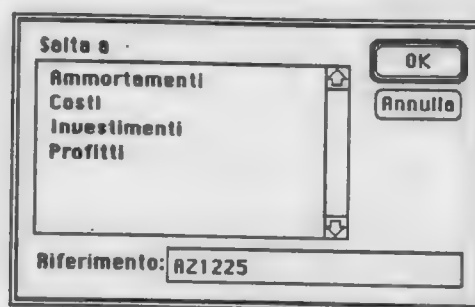 Salta a
OK
Ammortamenti
Annulla
Costi
Investimenti
Profitti
Riferimento: AZ1225